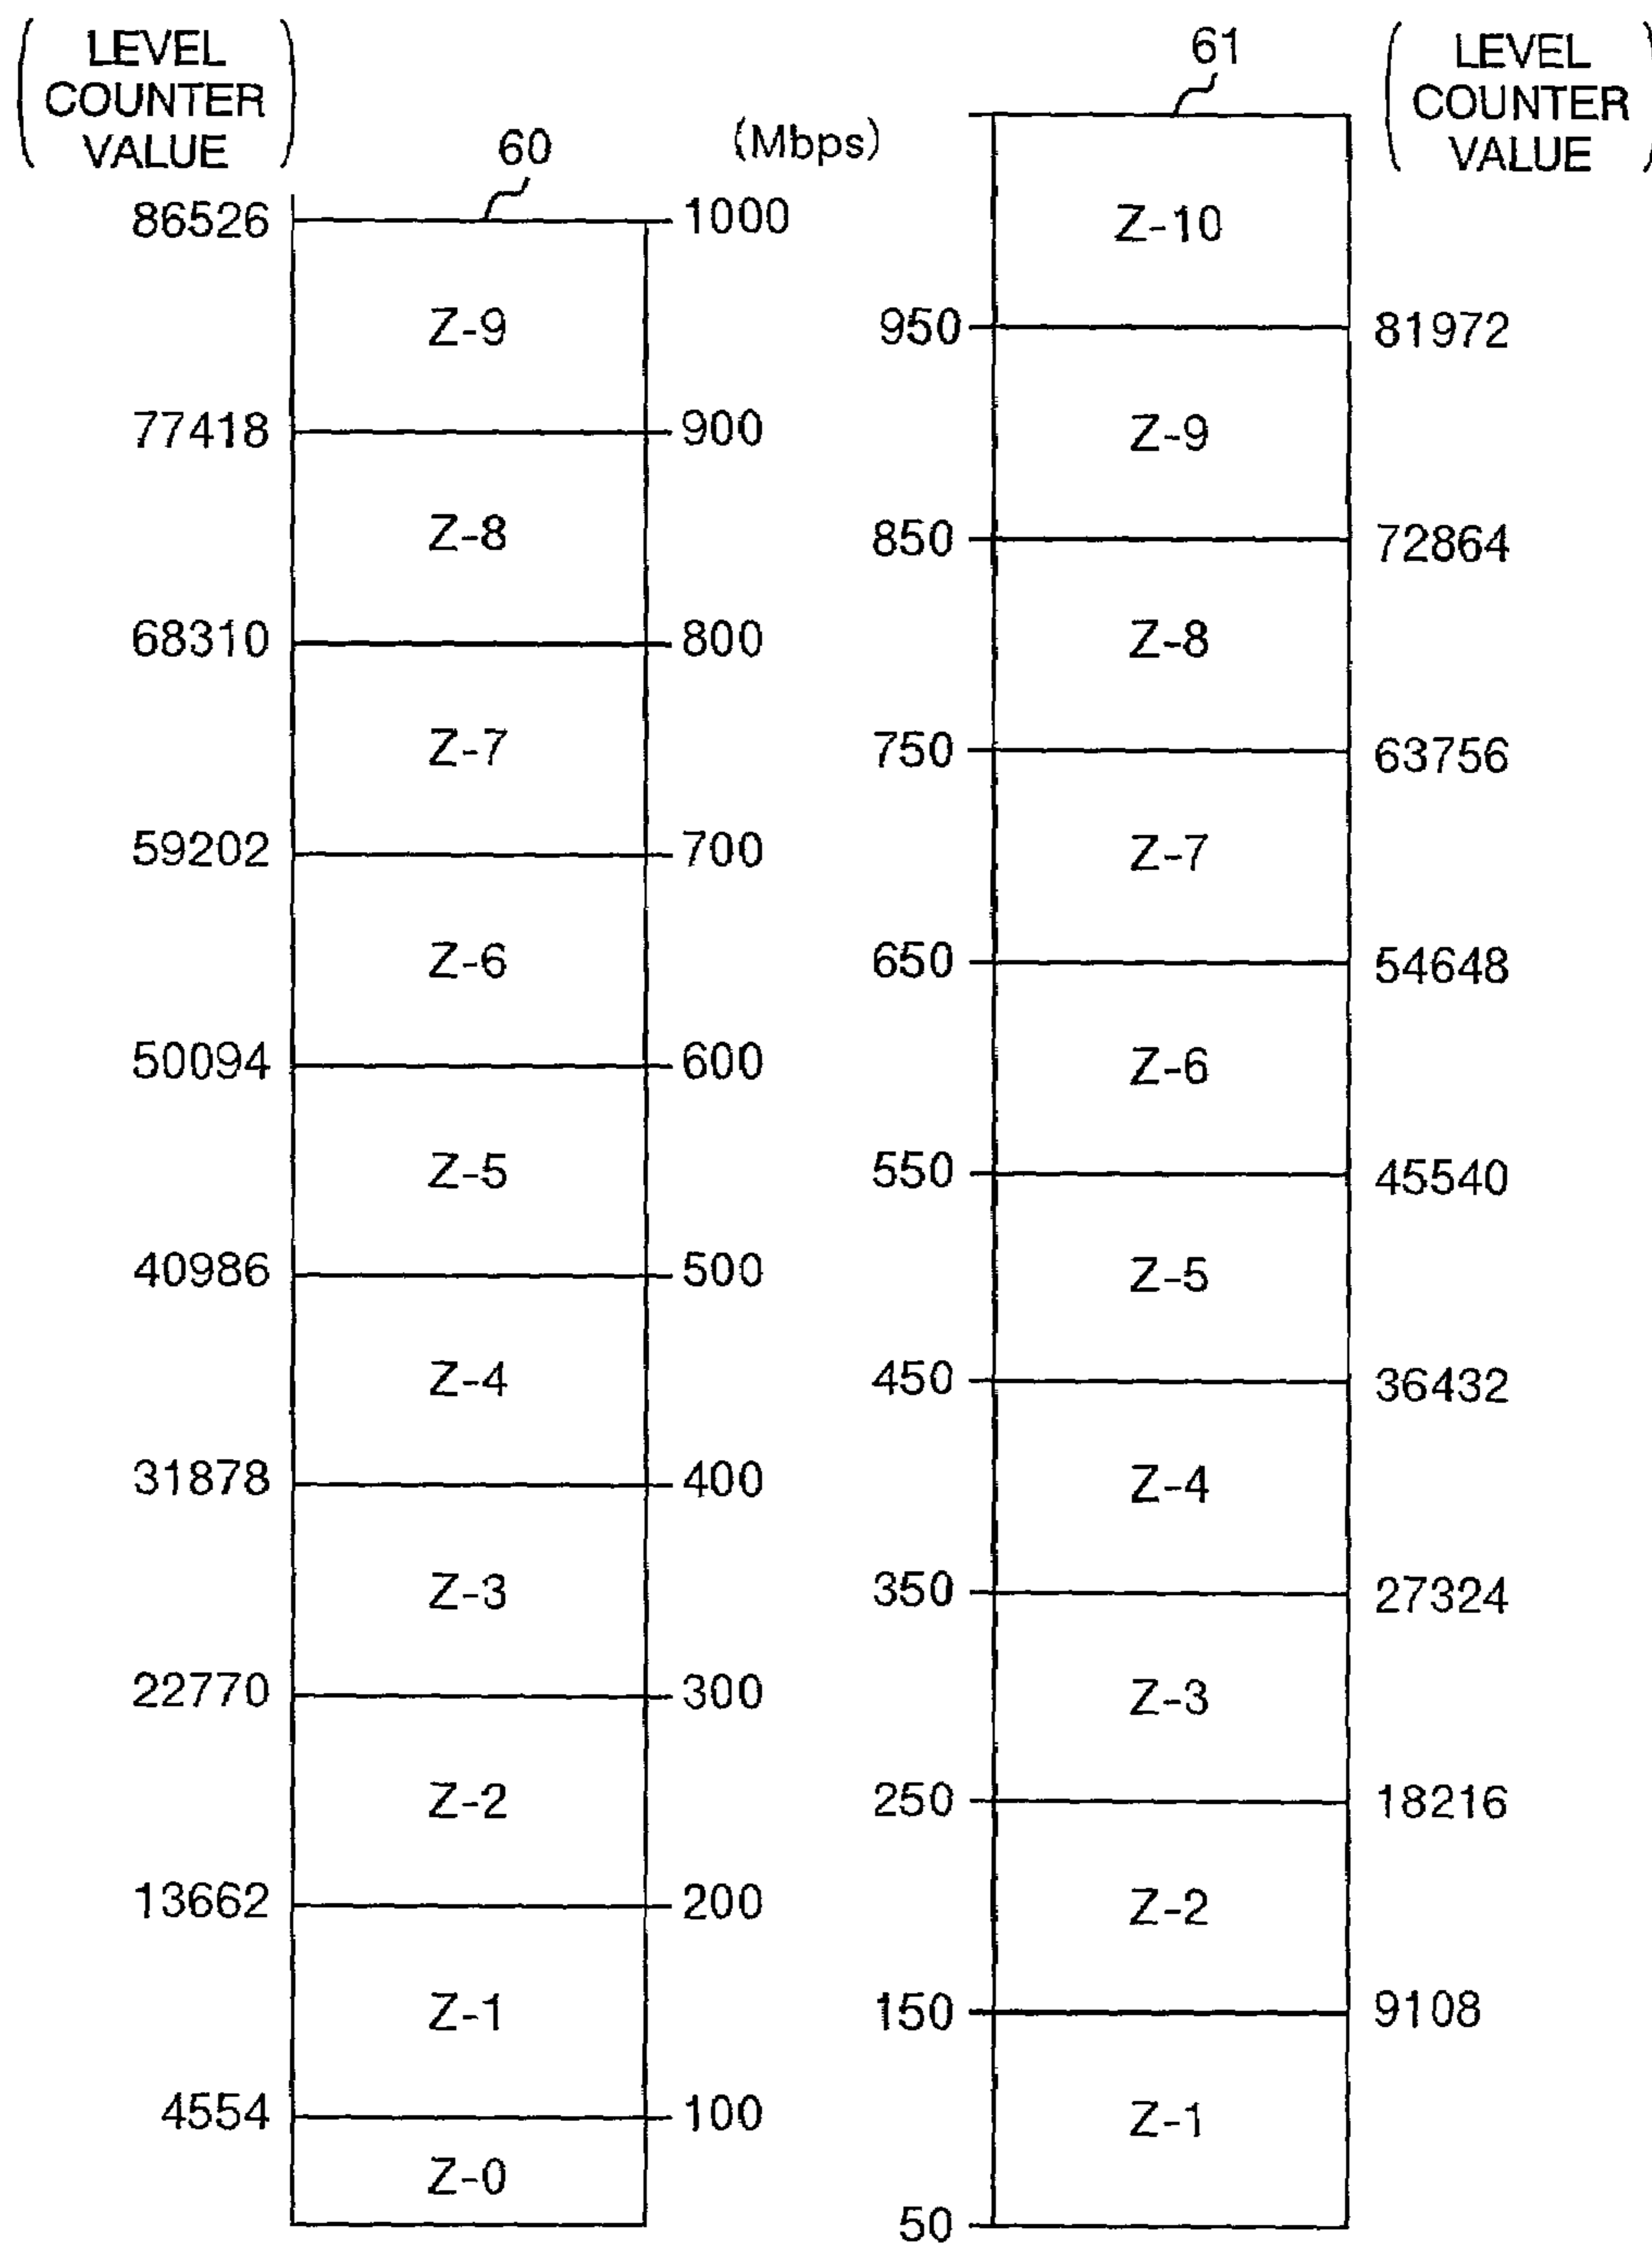 ( LEVEL
COUNTER
VALUE )
60
(Mbps)
86526
1000
Z-9
77418
900
Z-8
68310
800
Z-7
59202
700
Z-6
50094
600
Z-5
40986
500
Z-4
31878
400
Z-3
22770
300
Z-2
13662
200
Z-1
4554
100
Z-0
61
( LEVEL
COUNTER
VALUE )
Z-10
950
81972
Z-9
850
72864
Z-8
750
63756
Z-7
650
54648
Z-6
550
45540
Z-5
450
36432
Z-4
350
27324
Z-3
250
18216
Z-2
150
9108
Z-1
50